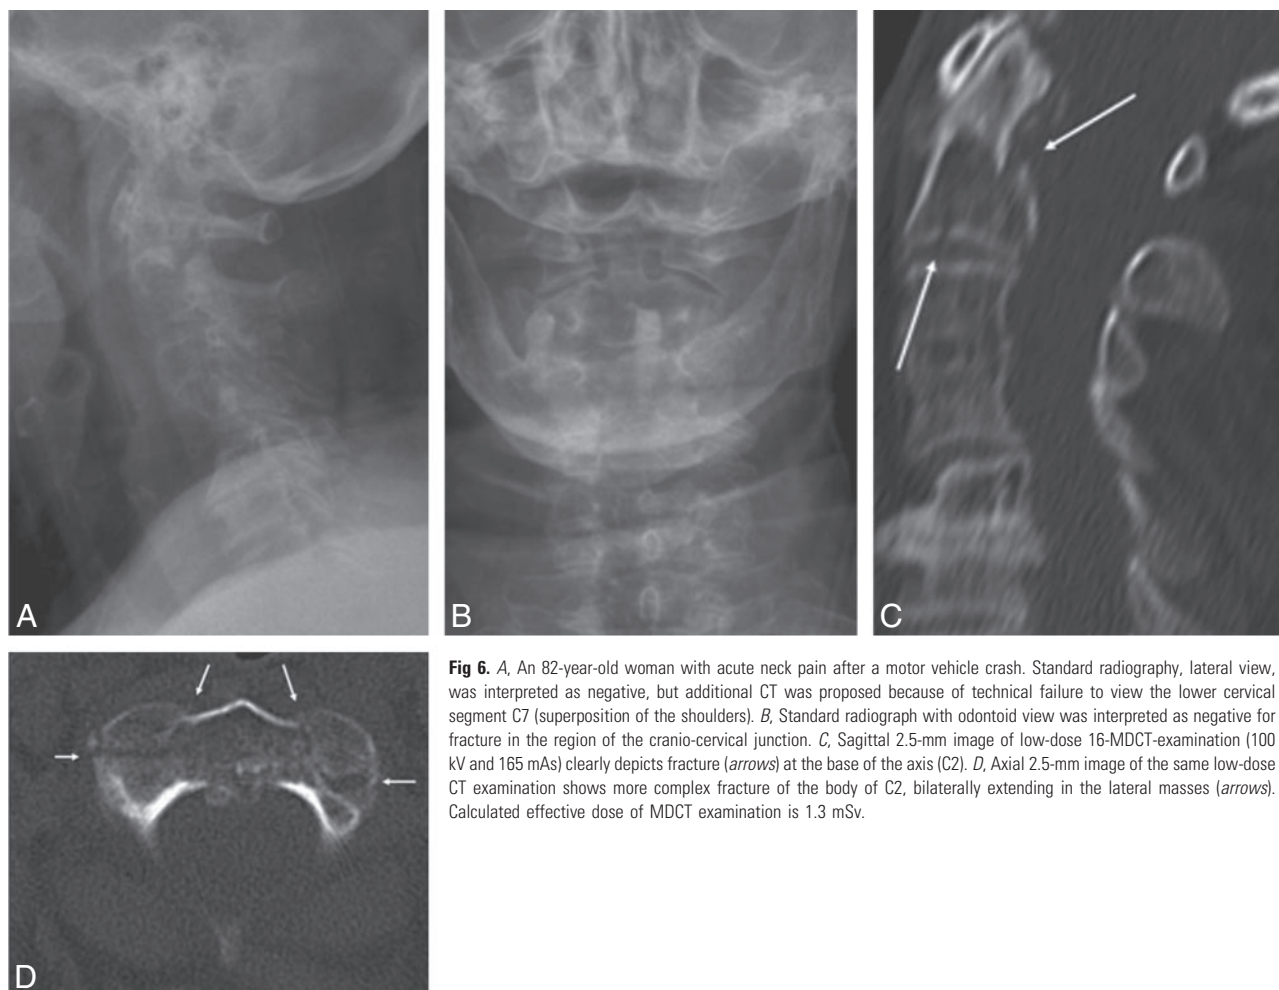 A
B
C
D
Fig 6. A, An 82-year-old woman with acute neck pain after a motor vehicle crash. Standard radiography, lateral view,
was interpreted as negative, but additional CT was proposed because of technical failure to view the lower cervical
segment C7 (superposition of the shoulders). B, Standard radiograph with odontoid view was interpreted as negative for
fracture in the region of the cranio-cervical junction. C, Sagittal 2.5-mm image of low-dose 16-MDCT-examination (100
kV and 165 mAs) clearly depicts fracture (arrows) at the base of the axis (C2). D, Axial 2.5-mm image of the same low-dose
CT examination shows more complex fracture of the body of C2, bilaterally extending in the lateral masses (arrows).
Calculated effective dose of MDCT examination is 1.3 mSv.